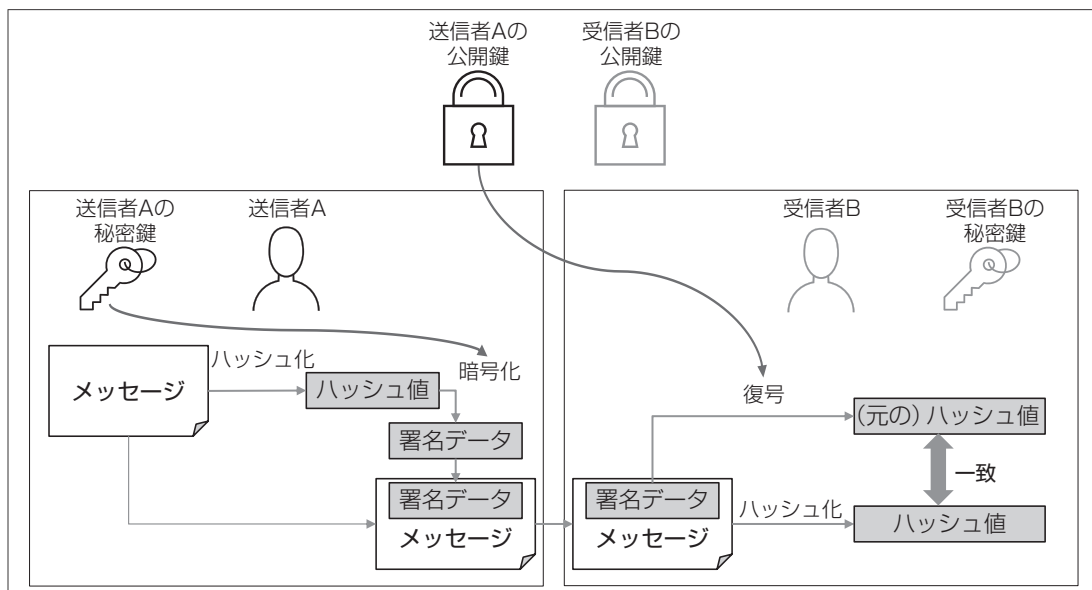 送信者Aの
公開鍵
受信者Bの
公開鍵
送信者Aの
秘密鍵
送信者A
メッセージ
ハッシュ化
ハッシュ値
暗号化
署名データ
署名データ
メッセージ
受信者B
受信者Bの
秘密鍵
復号
(元の)ハッシュ値
一致
署名データ
メッセージ
ハッシュ化
ハッシュ値